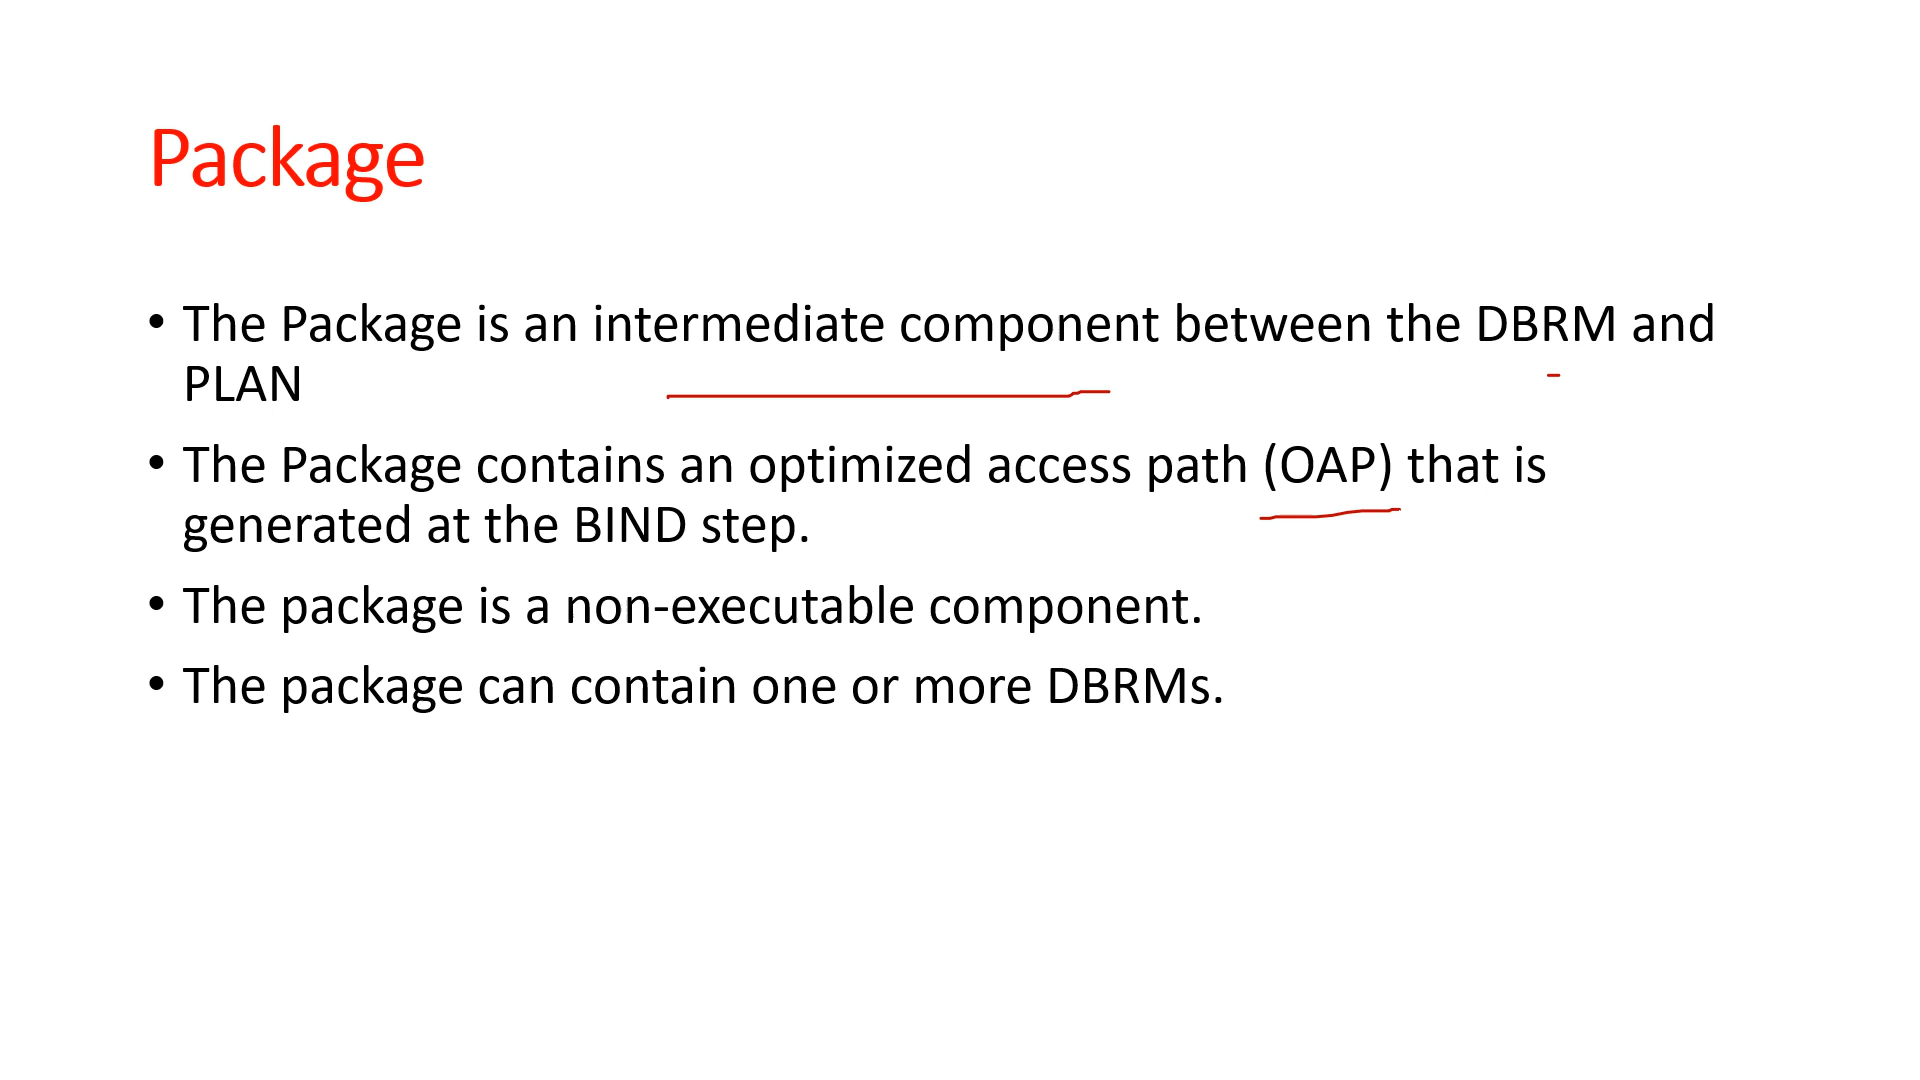 Package
• The Package is an intermediate component between the DBRM and
PLAN
• The Package contains an optimized access path (OAP) that is
generated at the BIND step.
• The package is a non-executable component.
• The package can contain one or more DBRMs.